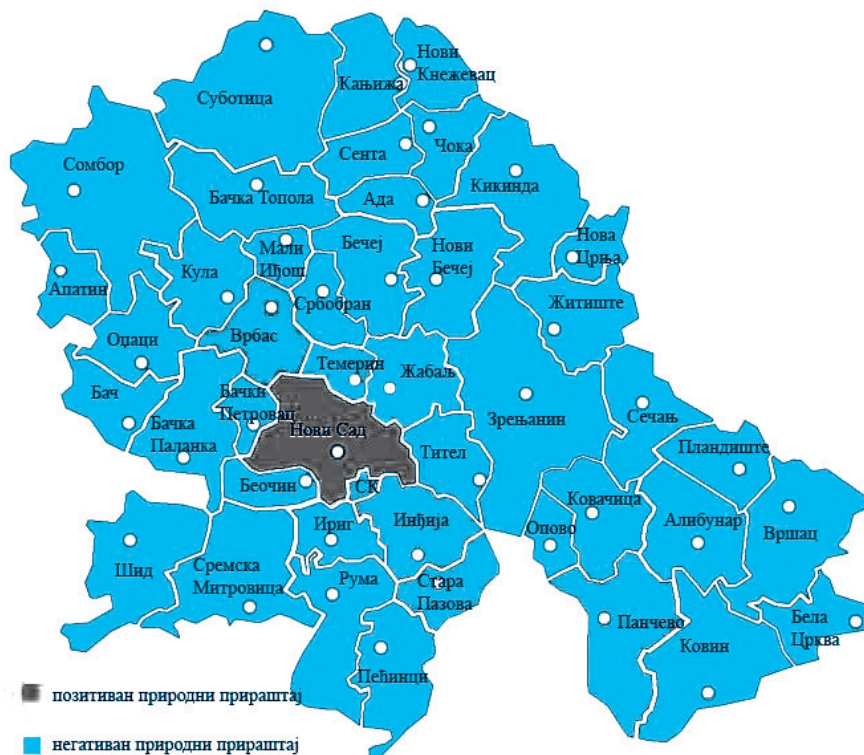 Нови
Кнежевац
Кањижа
Суботица
Чока
Сента
Сомбор
Кикинда
Бачка Топола
Ада
Нова
Црња
Мали
Иђош
Бечеј
Нови
Бечеј
Кула
Апатин
Србобран
Житиште
Врбас
Оџаци
Темерин
Жабаљ
Бач
Бачки
Петровац
Зрењанин
Сечањ
Бачка
Паланка
Нови Сад
Тител
Пландиште
Беочин
СК
Ковачица
Вршац
Ириг
Инђија
Опово
Алибунар
Шид
Сремска
Митровица
Рума
Стара
Пазова
Панчево
Бела
Црква
Ковин
Пећинци
позитиван природни прираштај
негативан природни прираштај